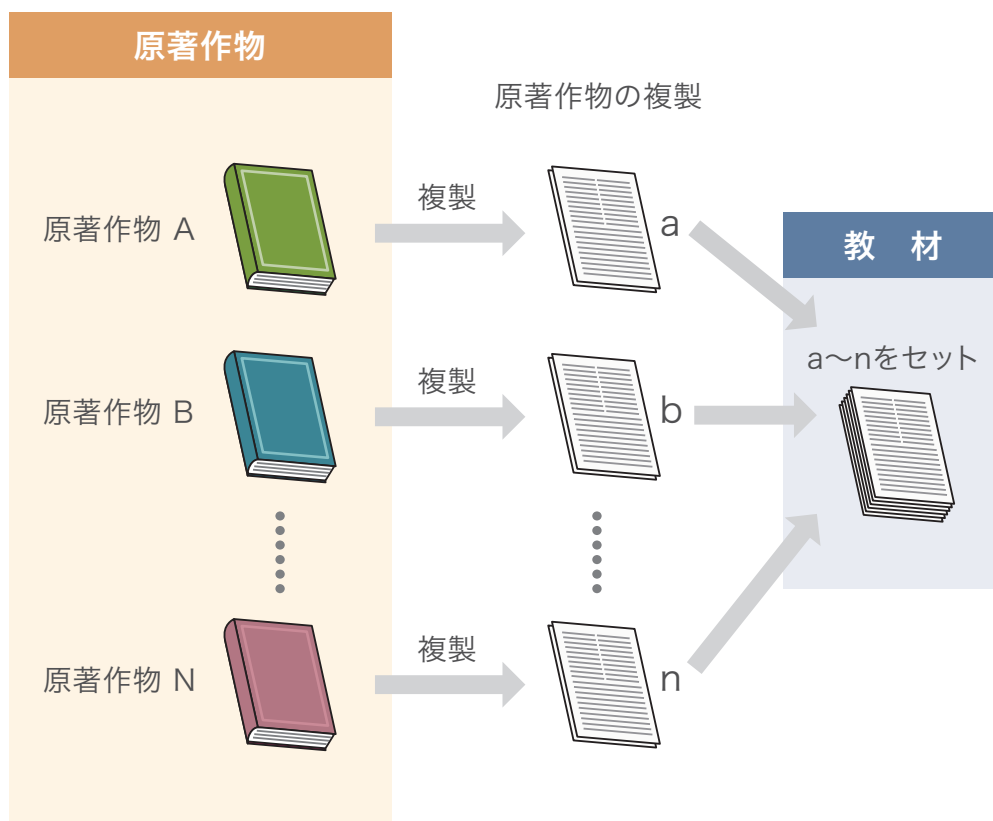 原著作物
原著作物の複製
原著作物 A
複製
a
教 材
a～nをセット
原著作物 B
複製
b
原著作物 N
複製
n